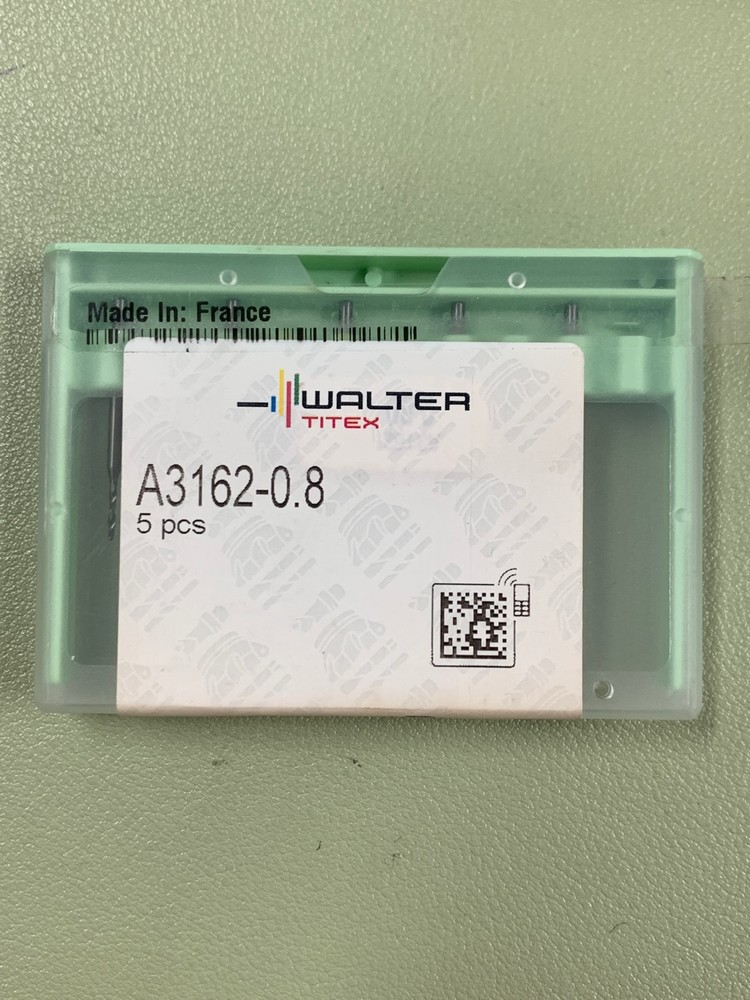 Made In: France
WALTER
TITEX
A3162-0.8
5 pcs